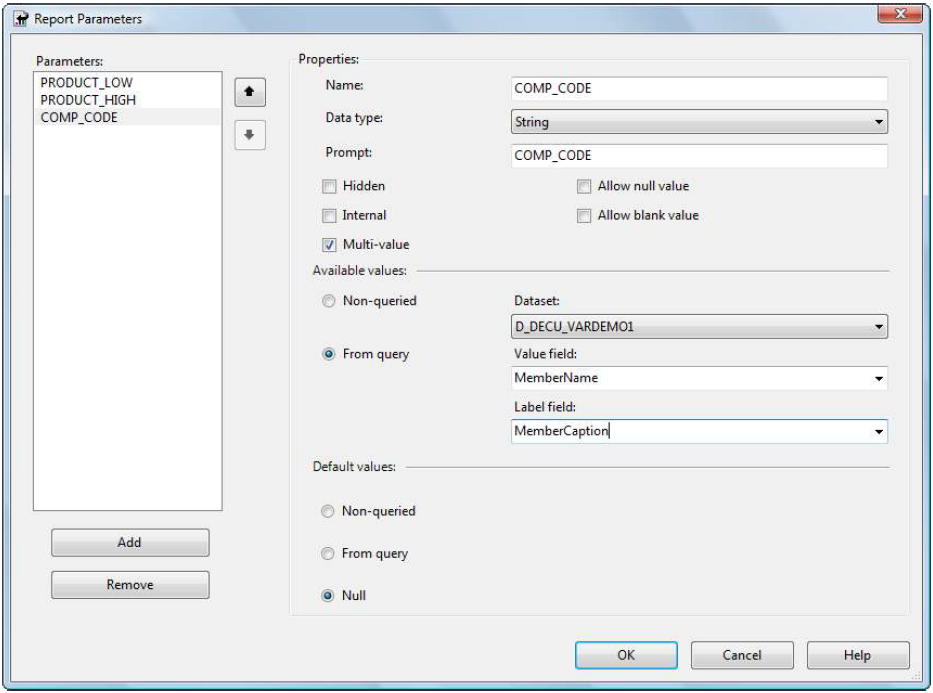 Report Parameters
Parameters:
PRODUCT_LOW
PRODUCT_HIGH
COMP_CODE
Add
Remove
Properties:
Name:
COMP_CODE
Data type:
String
Prompt:
COMP_CODE
Hidden
Allow null value
Internal
Allow blank value
Multi-value
Available values:
Non-queried
Dataset:
D_DECU_VARDEMO1
From query
Value field:
MemberName
Label field:
MemberCaption
Default values:
Non-queried
From query
Null
OK
Cancel
Help